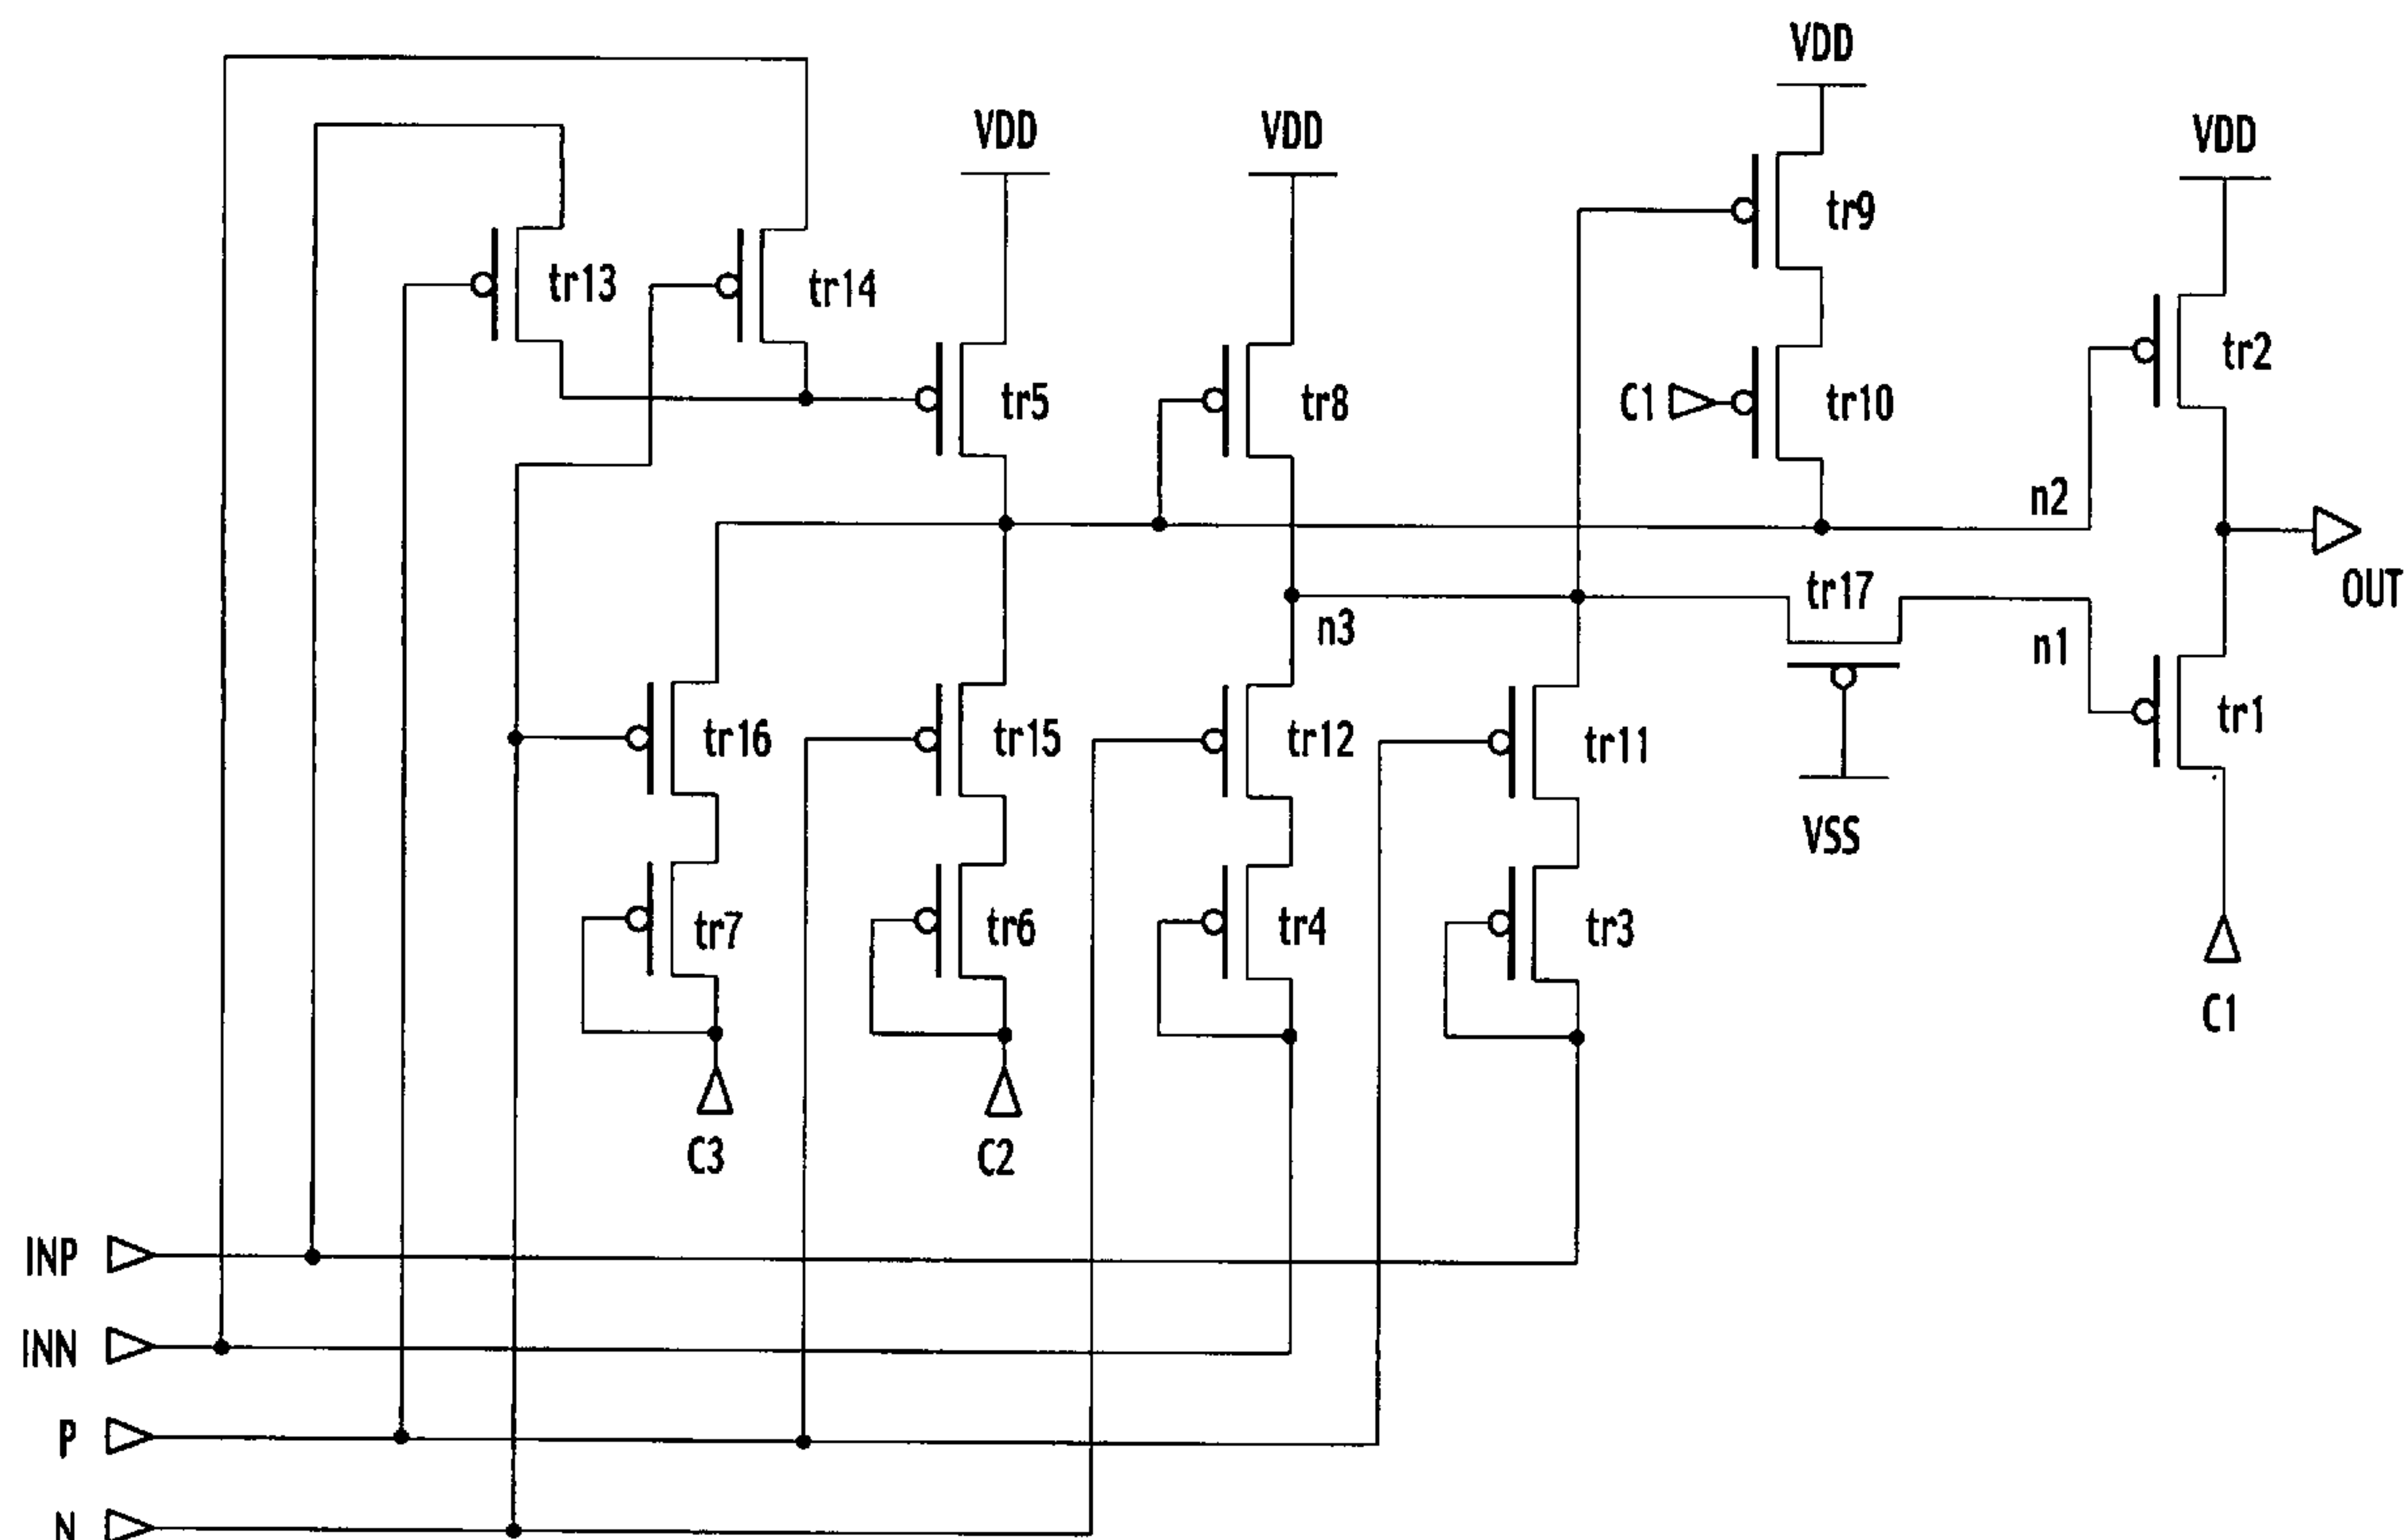 VDD
VDD
VDD
VDD
tr9
tr13
tr14
tr2
tr5
tr8
C1
tr10
n2
OUT
tr17
n3
n1
tr16
tr15
tr12
tr11
tr1
VSS
tr7
tr6
tr4
tr3
C1
C3
C2
INP
INN
P
N